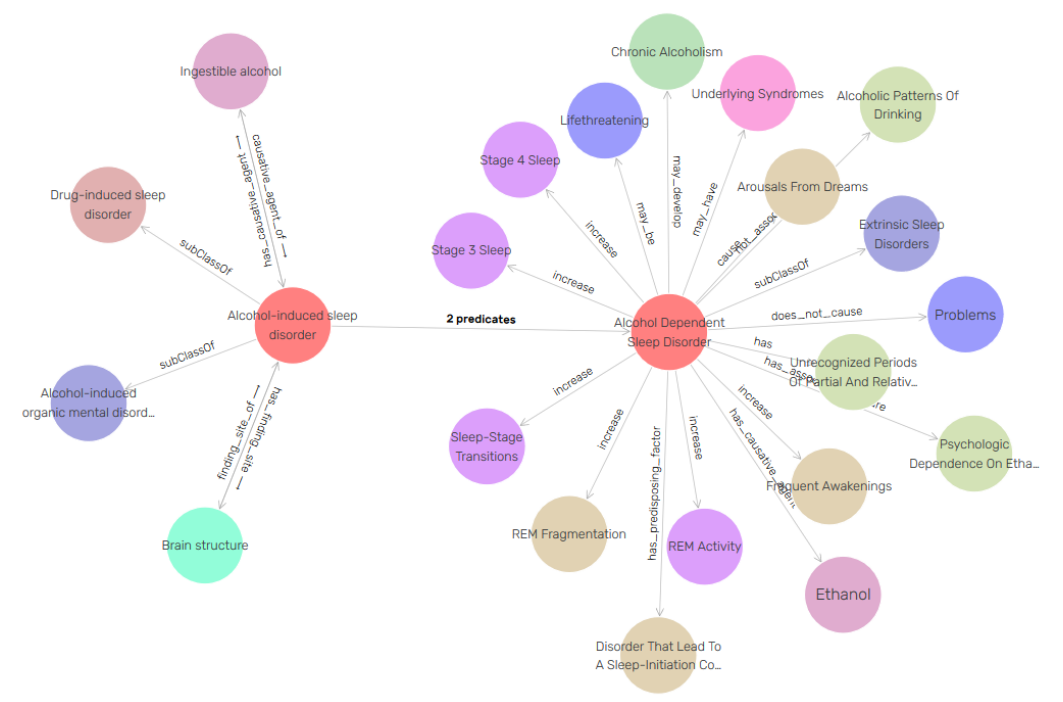 Chronic Alcoholism
Ingestible alcohol
Underlying Syndromes
Alcoholic Patterns Of
Drinking
Lifethreatening
Stage 4 Sleep
Arousals From Dreams
Drug-induced sleep
disorder
causative_agent_of
has_causative_agent
may_develop
may_have
may_be
increase
Extrinsic Sleep
Disorders
Stage 3 Sleep
subClassOf
cause
increase
subClassOf
Alcohol-induced sleep
disorder
2 predicates
Alcohol Dependent
Sleep Disorder
does_not_cause
Problems
has
Unrecognized Periods
Of Partial And Relativ...
subClassOf
Alcohol-induced
organic mental disord...
increase
increase
finding_site_of
has_finding_site
Sleep-Stage
Transitions
increase
increase
has_predisposing_factor
has_causative_agent
Psychologic
Dependence On Etha...
Frequent Awakenings
REM Fragmentation
REM Activity
Brain structure
Ethanol
Disorder That Lead To
A Sleep-Initiation Co...